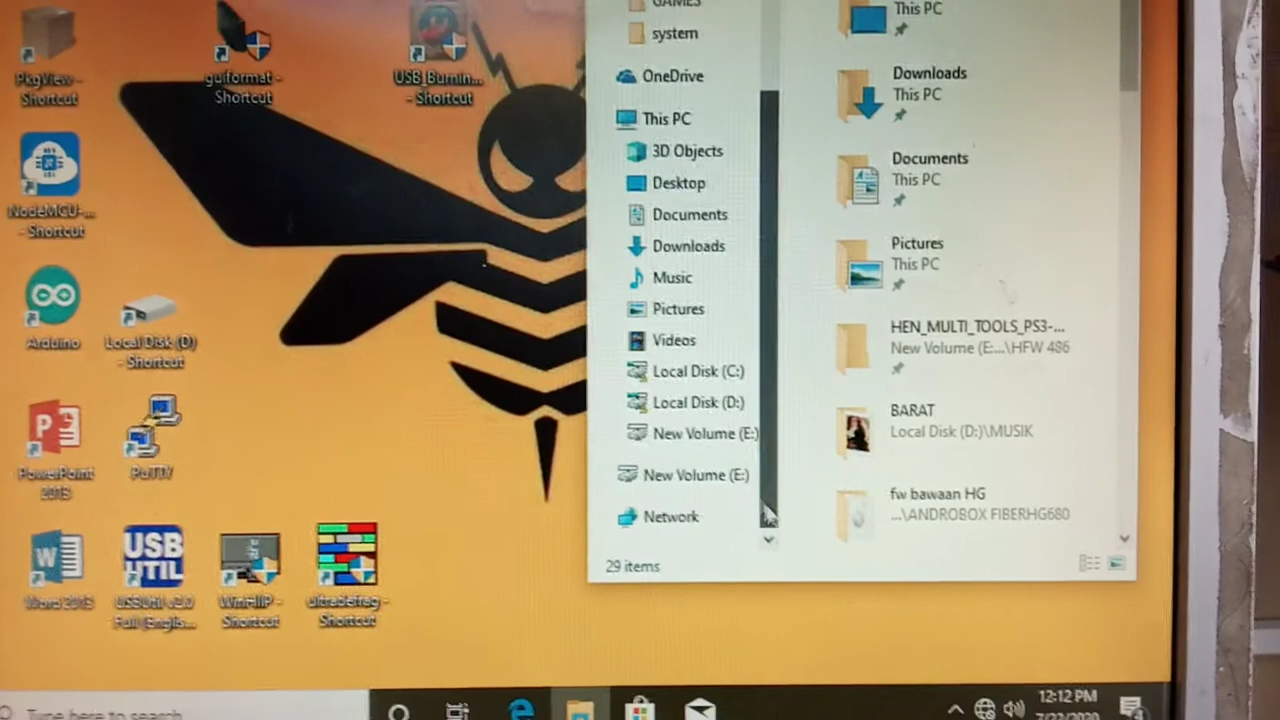 PkgView -
Shortcut
guiformat -
Shortcut
USB Burnin...
- Shortcut
NodeMCU-...
- Shortcut
Arduino
Local Disk (D)
- Shortcut
PowerPoint
2013
PuTTY
W
Word 2013
USB
UTIL
USBUtil v2.0
Full (Englis...
WinHIIP -
Shortcut
ultradefrag -
Shortcut
GAMES
system
OneDrive
This PC
3D Objects
Desktop
Documents
Downloads
Music
Pictures
Videos
Local Disk (C:)
Local Disk (D:)
New Volume (E:)
New Volume (E:)
Network
29 items
This PC
Downloads
This PC
Documents
This PC
Pictures
This PC
HEN_MULTI_TOOLS_PS3-...
New Volume (E:...\HFW 486
BARAT
Local Disk (D:)\MUSIK
fw bawaan HG
...\ANDROBOX FIBERHG680
Type here to search
12:12 PM
7/22/2020
4